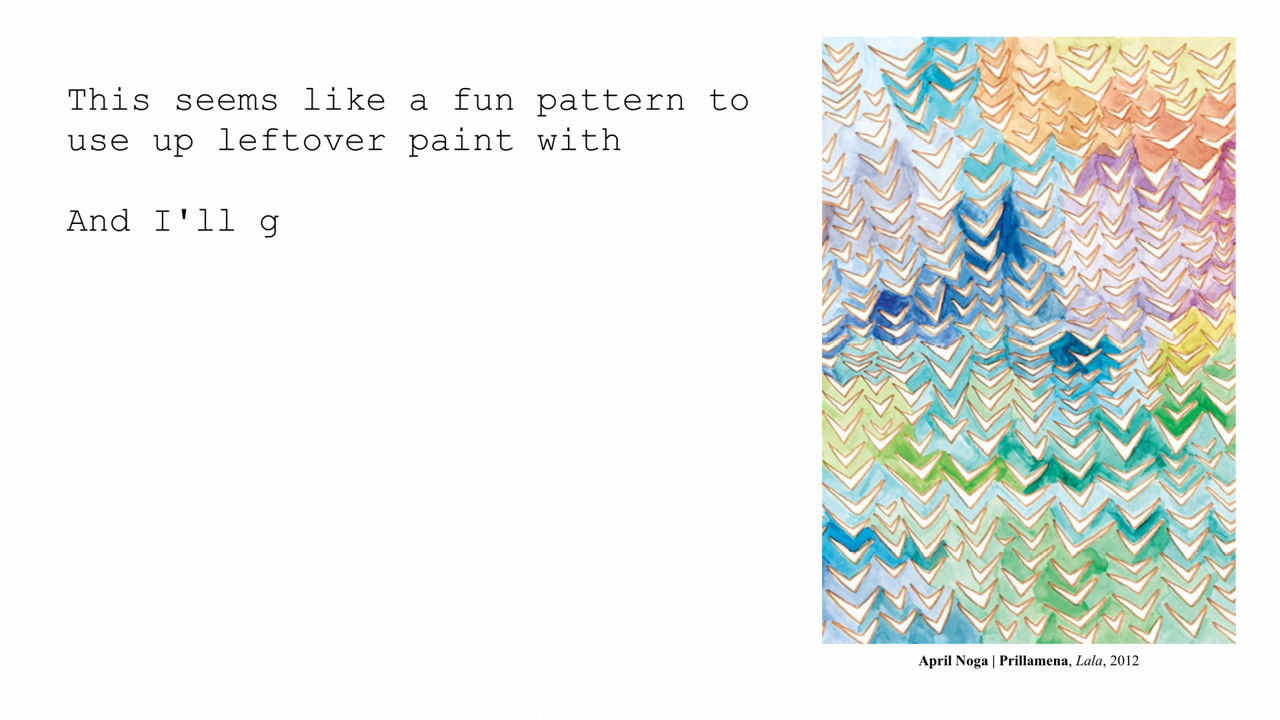 This seems like a fun pattern to
use up leftover paint with
And I'll g
April Noga | Prillamena, Lala, 2012